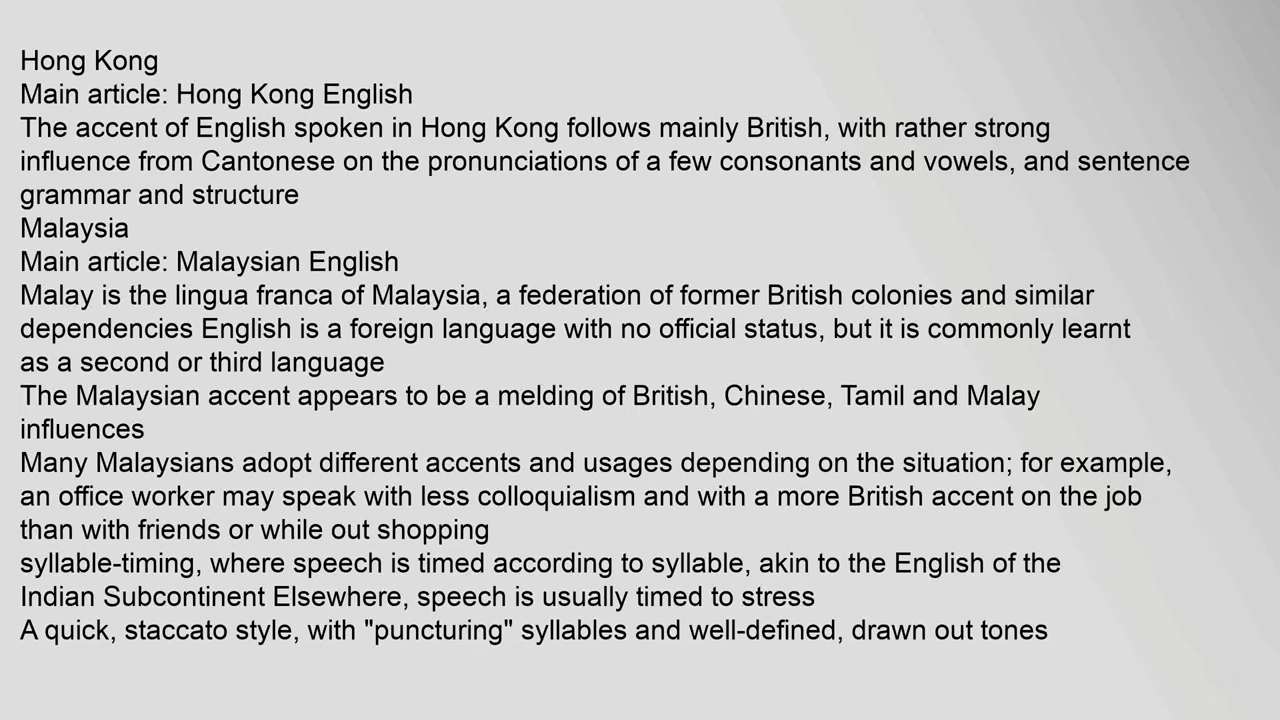 Hong Kong
Main article: Hong Kong English
The accent of English spoken in Hong Kong follows mainly British, with rather strong
influence from Cantonese on the pronunciations of a few consonants and vowels, and sentence
grammar and structure
Malaysia
Main article: Malaysian English
Malay is the lingua franca of Malaysia, a federation of former British colonies and similar
dependencies English is a foreign language with no official status, but it is commonly learnt
as a second or third language
The Malaysian accent appears to be a melding of British, Chinese, Tamil and Malay
influences
Many Malaysians adopt different accents and usages depending on the situation; for example,
an office worker may speak with less colloquialism and with a more British accent on the job
than with friends or while out shopping
syllable-timing, where speech is timed according to syllable, akin to the English of the
Indian Subcontinent Elsewhere, speech is usually timed to stress
A quick, staccato style, with "puncturing" syllables and well-defined, drawn out tones